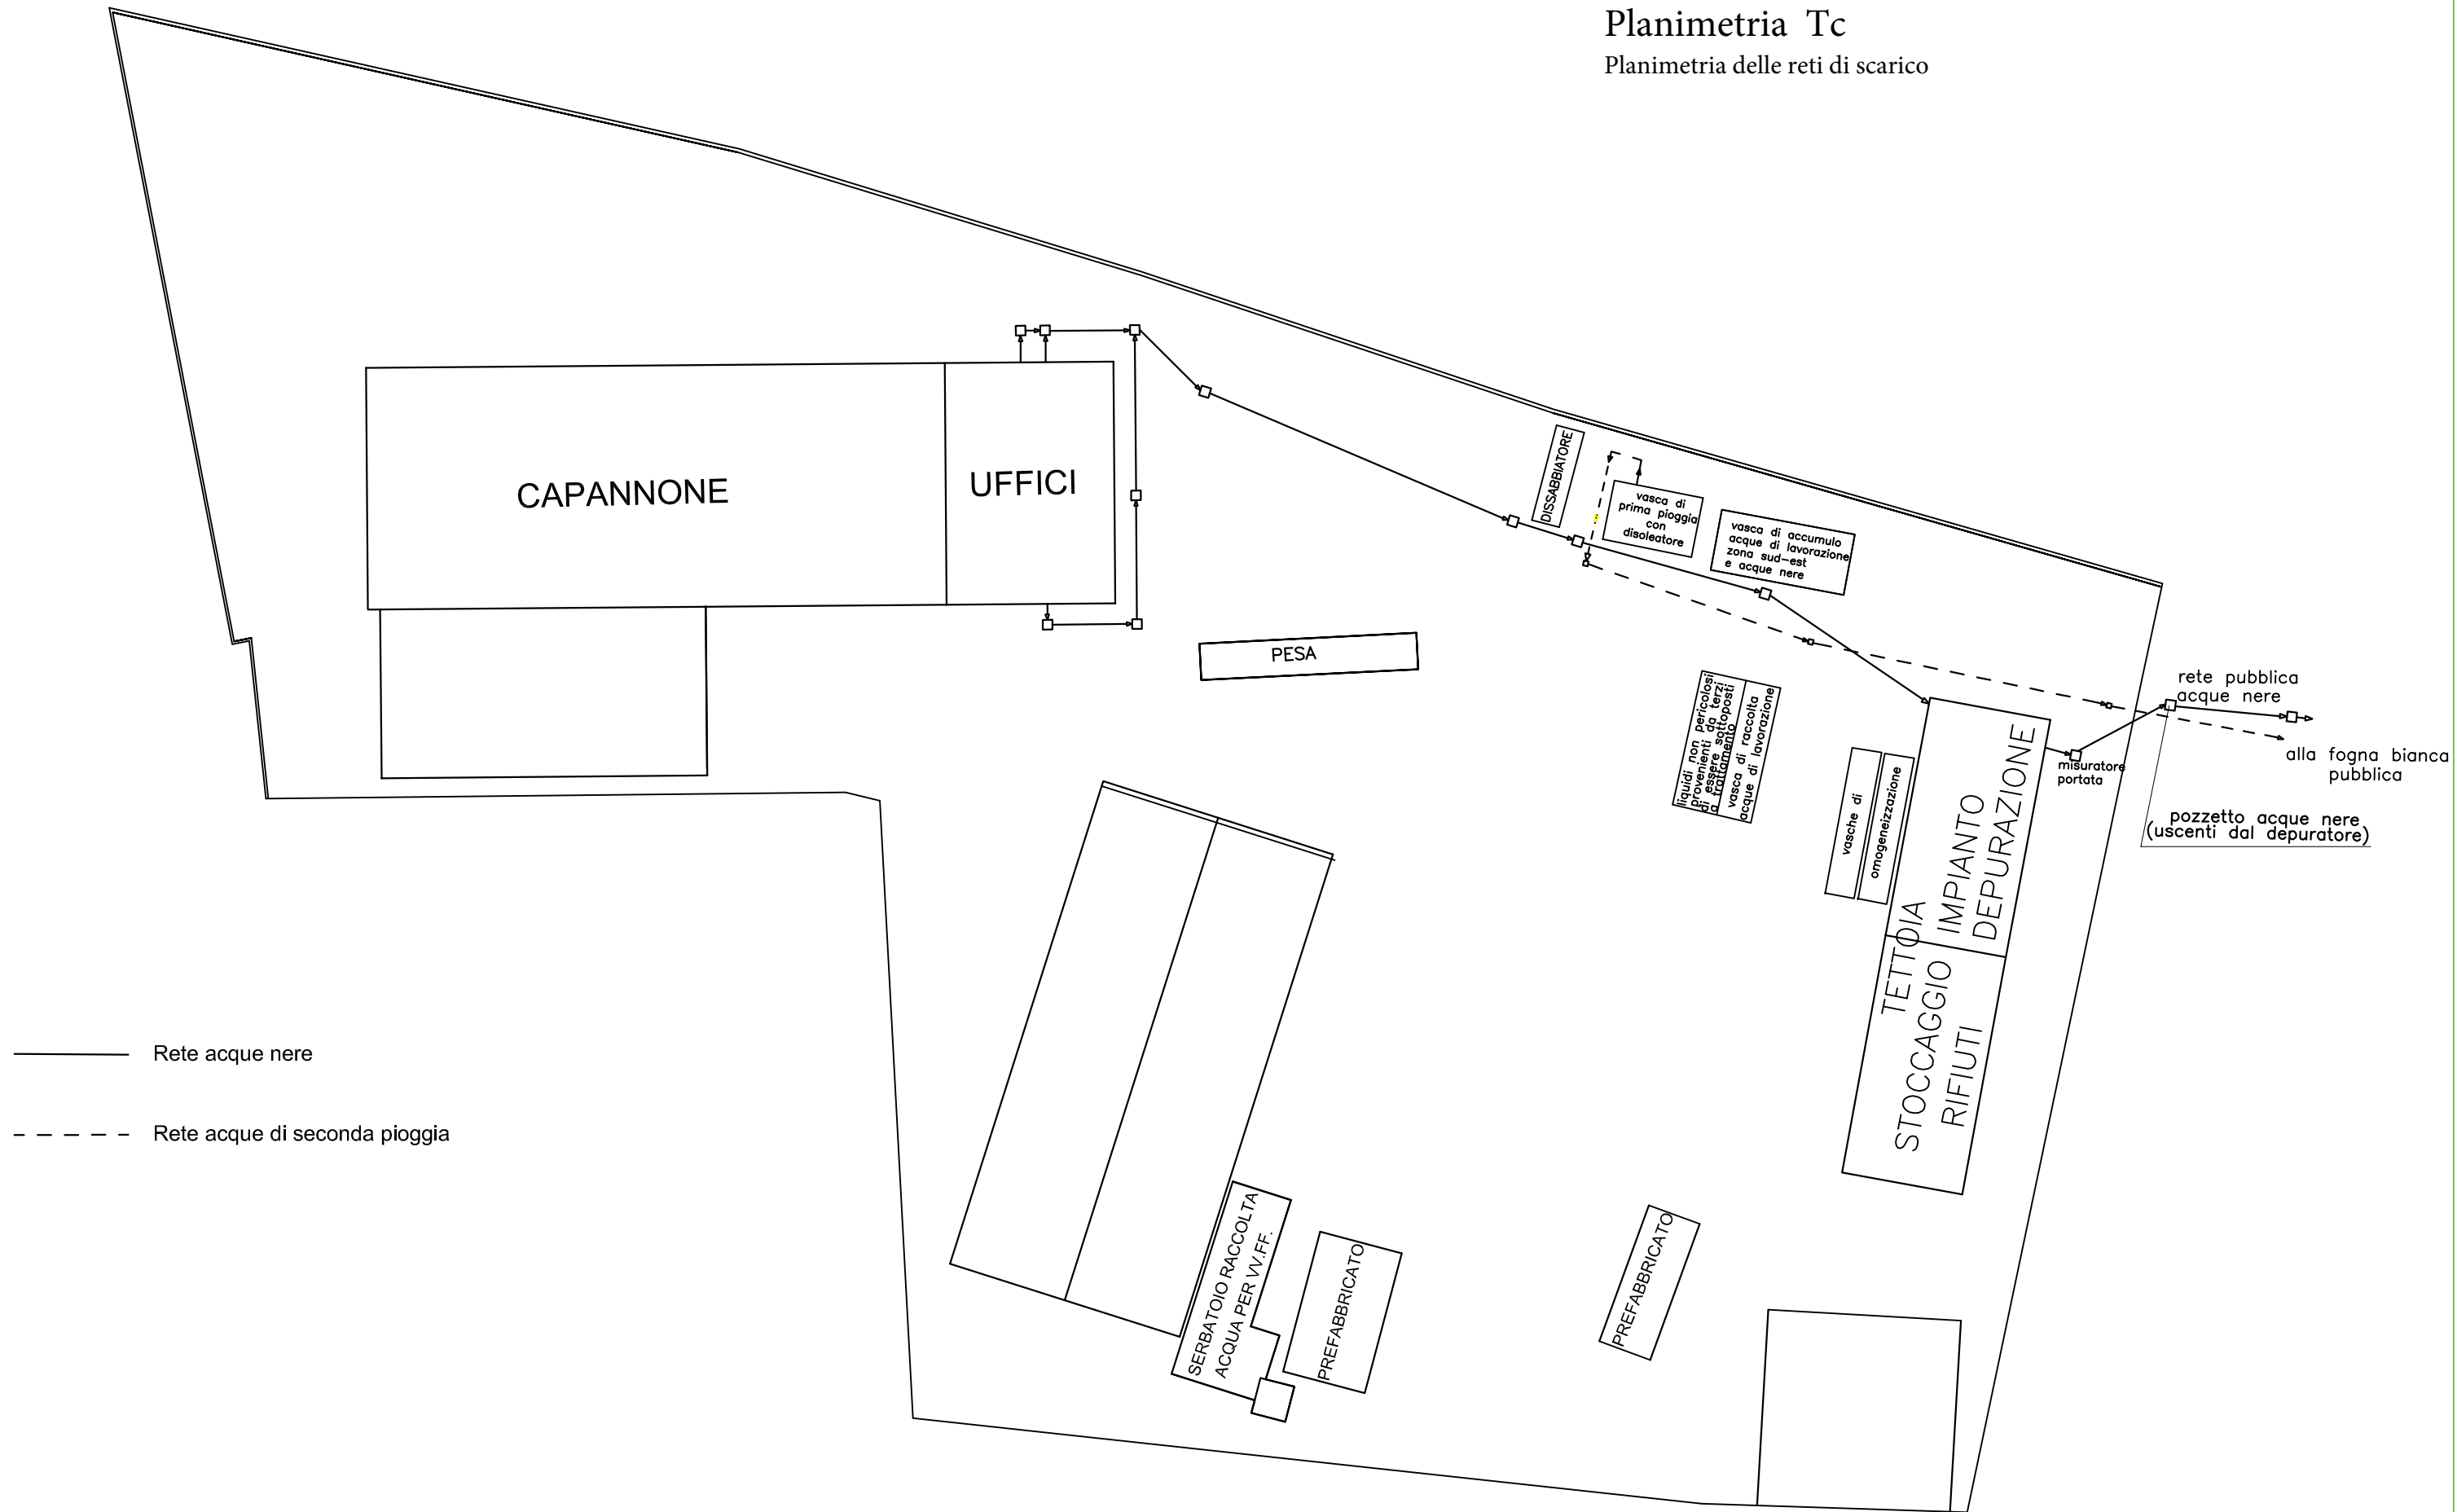 Planimetria Tc
Planimetria delle reti di scarico
CAPANNONE
UFFICI
DISSABBIATORE
vasca di
prima pioggia
con
disoleatore
vasca di accumulo
acque di lavorazione
zona sud-est
e acque nere
PESA
liquidi non pericolosi
provenienti da terzi
di essere sottoposti
a trattamento
vasca di raccolta
acque di lavorazione
rete pubblica
acque nere
alla fogna bianca
pubblica
misuratore
portata
pozzetto acque nere
(uscenti dal depuratore)
vasche di
omogeneizzazione
IMPIANTO
DEPURAZIONE
TETTOIA
STOCCAGGIO
RIFIUTI
Rete acque nere
Rete acque di seconda pioggia
SERBATOIO RACCOLTA
ACQUA PER VV.FF.
PREFABBRICATO
PREFABBRICATO